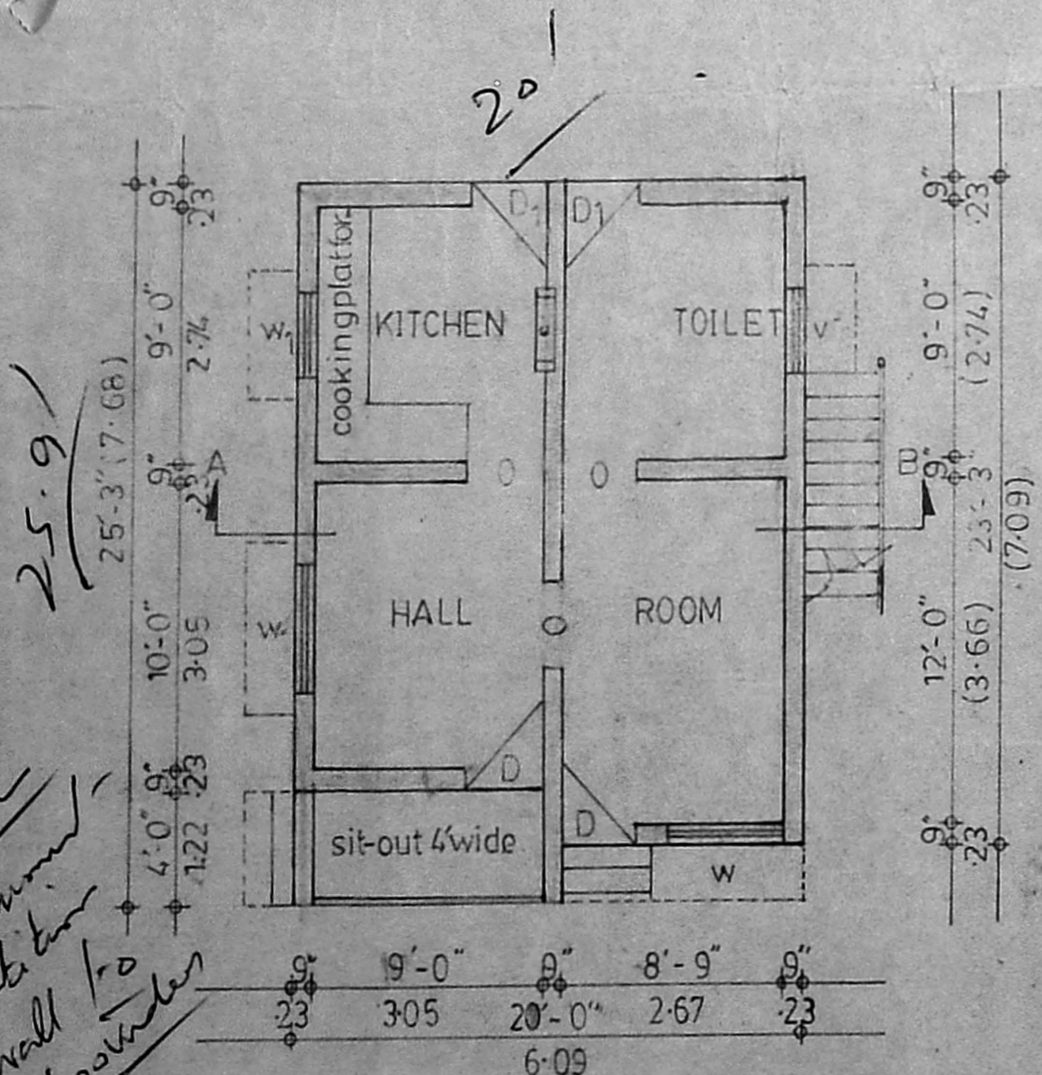 20'
D1 D1
9" .23
9" .23
cookingplatfor.
W1 KITCHEN TOILET V
9'-0" 2.74
9'-0" (2.74)
25'-3" (7.68)
25.9
A B
9" .23
9"
O O
23'-3
(7.09)
HALL ROOM
W
O
10'-0" 3.05
12'-0" (3.66)
D
9" .23
D
9" .23
sit-out 4'wide
W
4'-0" 1.22
wall
9" 9'-0" 9" 8'-9" 9"
.23 3.05 20'-0" 2.67 .23
6.09